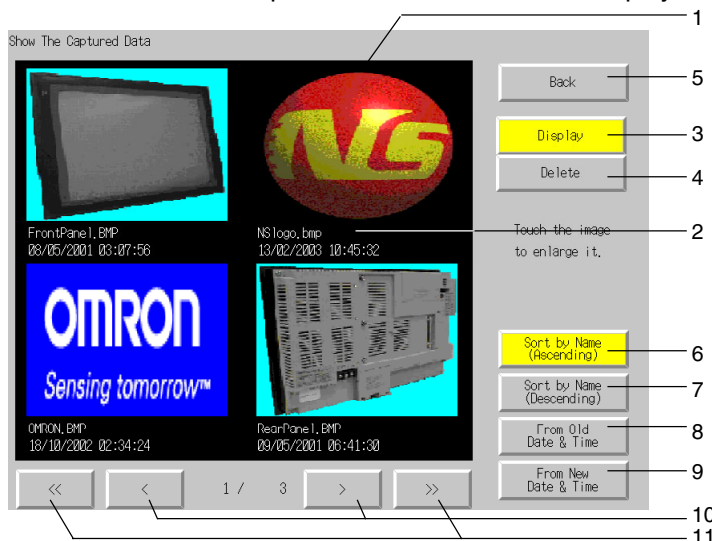 1
Show The Captured Data
Back
5
Display
3
Delete
4
NS
FrontPanel.BMP
08/05/2001 03:07:56
NSlogo.bmp
13/02/2003 10:45:32
2
Touch the image
to enlarge it.
OMRON
Sensing tomorrow™
Sort by Name
(Ascending)
6
Sort by Name
(Descending)
7
OMRON.BMP
18/10/2002 02:34:24
RearPanel.BMP
09/05/2001 06:41:30
From Old
Date & Time
8
From New
Date & Time
9
<<
<
1 / 3
>
>>
10
11